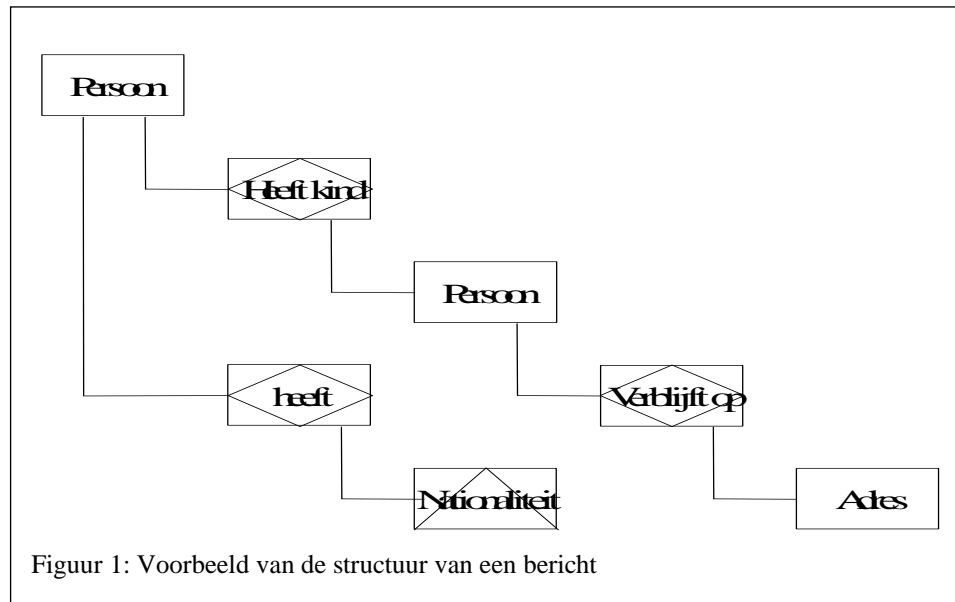 Persoon
Heeft kind
Persoon
heeft
Verblijft op
Nationaliteit
Adres
Figuur 1: Voorbeeld van de structuur van een bericht